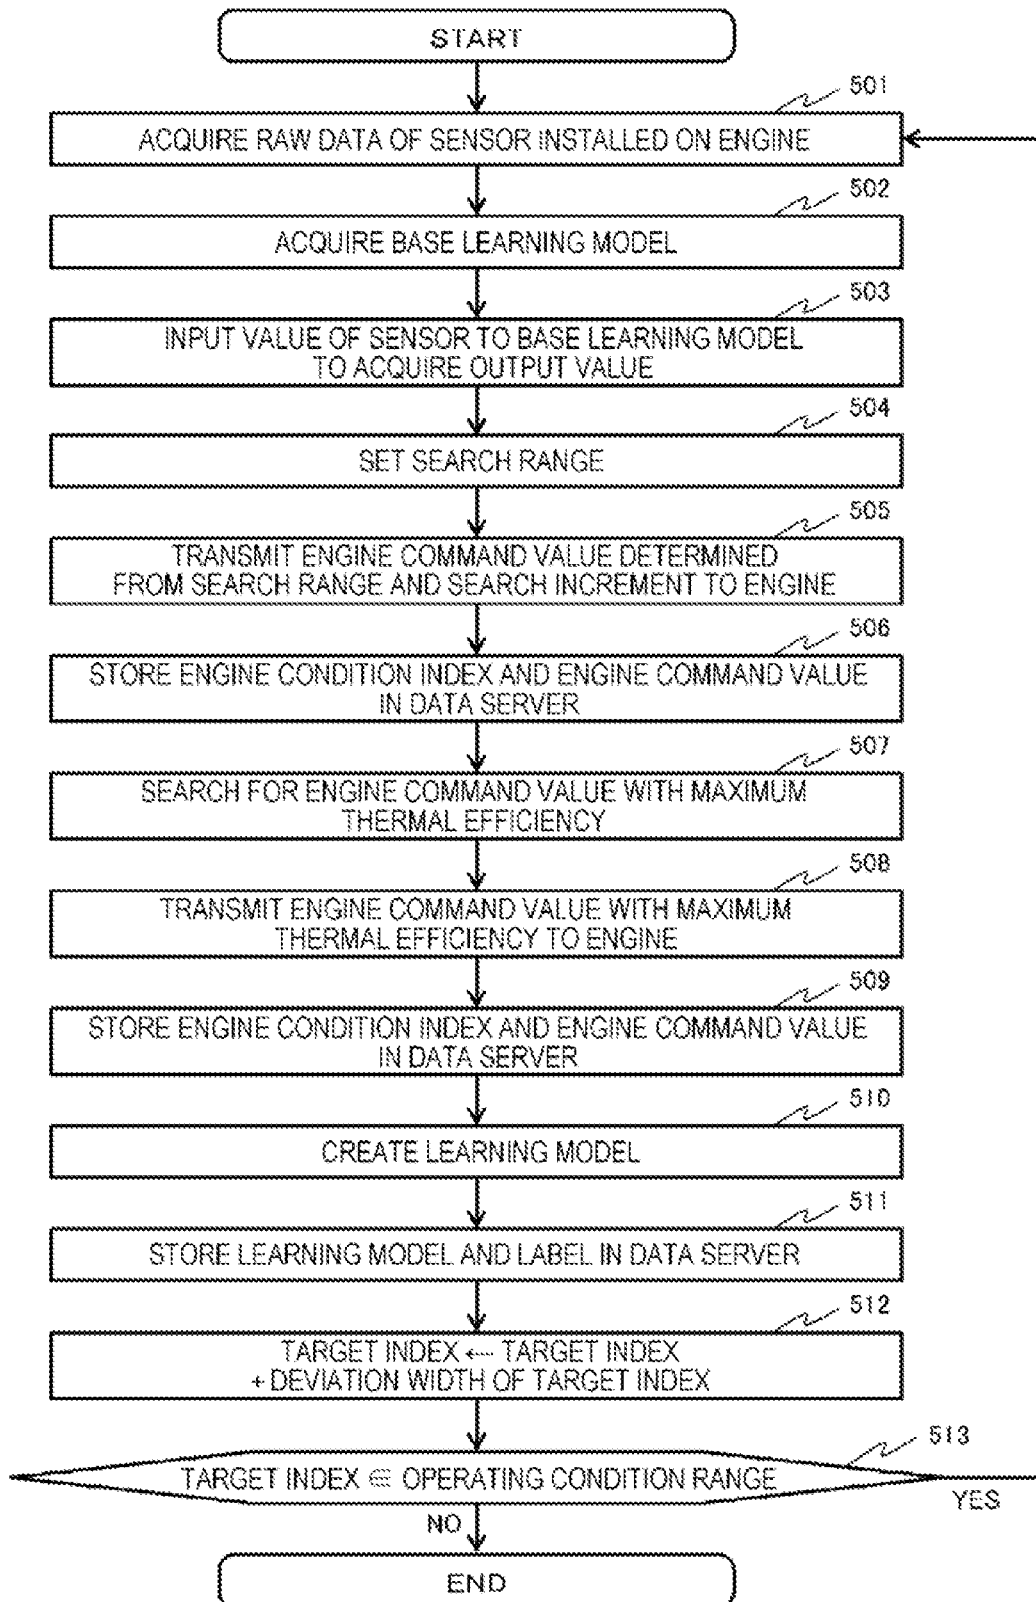 START
501
ACQUIRE RAW DATA OF SENSOR INSTALLED ON ENGINE
502
ACQUIRE BASE LEARNING MODEL
503
INPUT VALUE OF SENSOR TO BASE LEARNING MODEL
TO ACQUIRE OUTPUT VALUE
504
SET SEARCH RANGE
505
TRANSMIT ENGINE COMMAND VALUE DETERMINED
FROM SEARCH RANGE AND SEARCH INCREMENT TO ENGINE
506
STORE ENGINE CONDITION INDEX AND ENGINE COMMAND VALUE
IN DATA SERVER
507
SEARCH FOR ENGINE COMMAND VALUE WITH MAXIMUM
THERMAL EFFICIENCY
508
TRANSMIT ENGINE COMMAND VALUE WITH MAXIMUM
THERMAL EFFICIENCY TO ENGINE
509
STORE ENGINE CONDITION INDEX AND ENGINE COMMAND VALUE
IN DATA SERVER
510
CREATE LEARNING MODEL
511
STORE LEARNING MODEL AND LABEL IN DATA SERVER
512
TARGET INDEX ← TARGET INDEX
+ DEVIATION WIDTH OF TARGET INDEX
513
TARGET INDEX ∈ OPERATING CONDITION RANGE
YES
NO
END